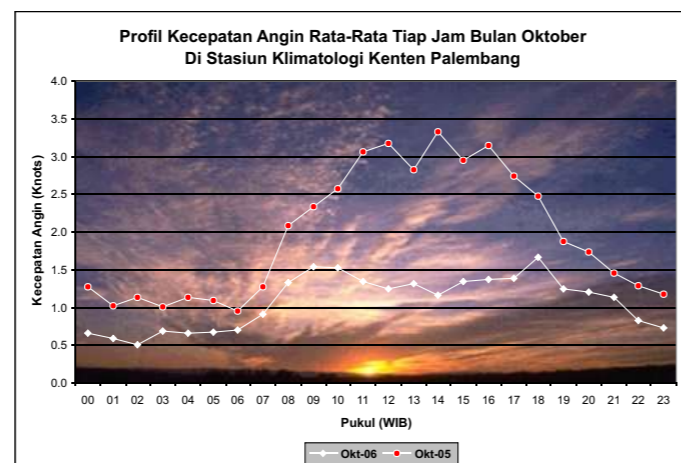 Profil Kecepatan Angin Rata-Rata Tiap Jam Bulan Oktober
Di Stasiun Klimatologi Kenten Palembang
Kecepatan Angin (Knots)
4.0
3.5
3.0
2.5
2.0
1.5
1.0
0.5
0.0
00 01 02 03 04 05 06 07 08 09 10 11 12 13 14 15 16 17 18 19 20 21 22 23
Pukul (WIB)
Okt-06 Okt-05